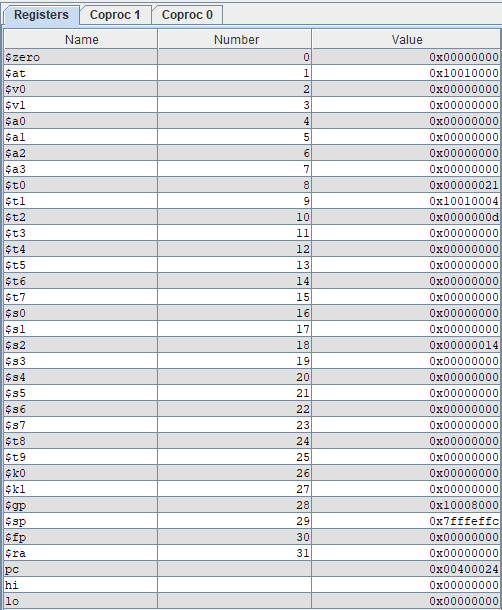 Registers Coproc 1 Coproc 0
Name Number Value
$zero 0 0x00000000
$at 1 0x10010000
$v0 2 0x00000000
$v1 3 0x00000000
$a0 4 0x00000000
$a1 5 0x00000000
$a2 6 0x00000000
$a3 7 0x00000000
$t0 8 0x00000021
$t1 9 0x10010004
$t2 10 0x0000000d
$t3 11 0x00000000
$t4 12 0x00000000
$t5 13 0x00000000
$t6 14 0x00000000
$t7 15 0x00000000
$s0 16 0x00000000
$s1 17 0x00000000
$s2 18 0x00000014
$s3 19 0x00000000
$s4 20 0x00000000
$s5 21 0x00000000
$s6 22 0x00000000
$s7 23 0x00000000
$t8 24 0x00000000
$t9 25 0x00000000
$k0 26 0x00000000
$k1 27 0x00000000
$gp 28 0x10008000
$sp 29 0x7fffeffc
$fp 30 0x00000000
$ra 31 0x00000000
pc 0x00400024
hi 0x00000000
lo 0x00000000